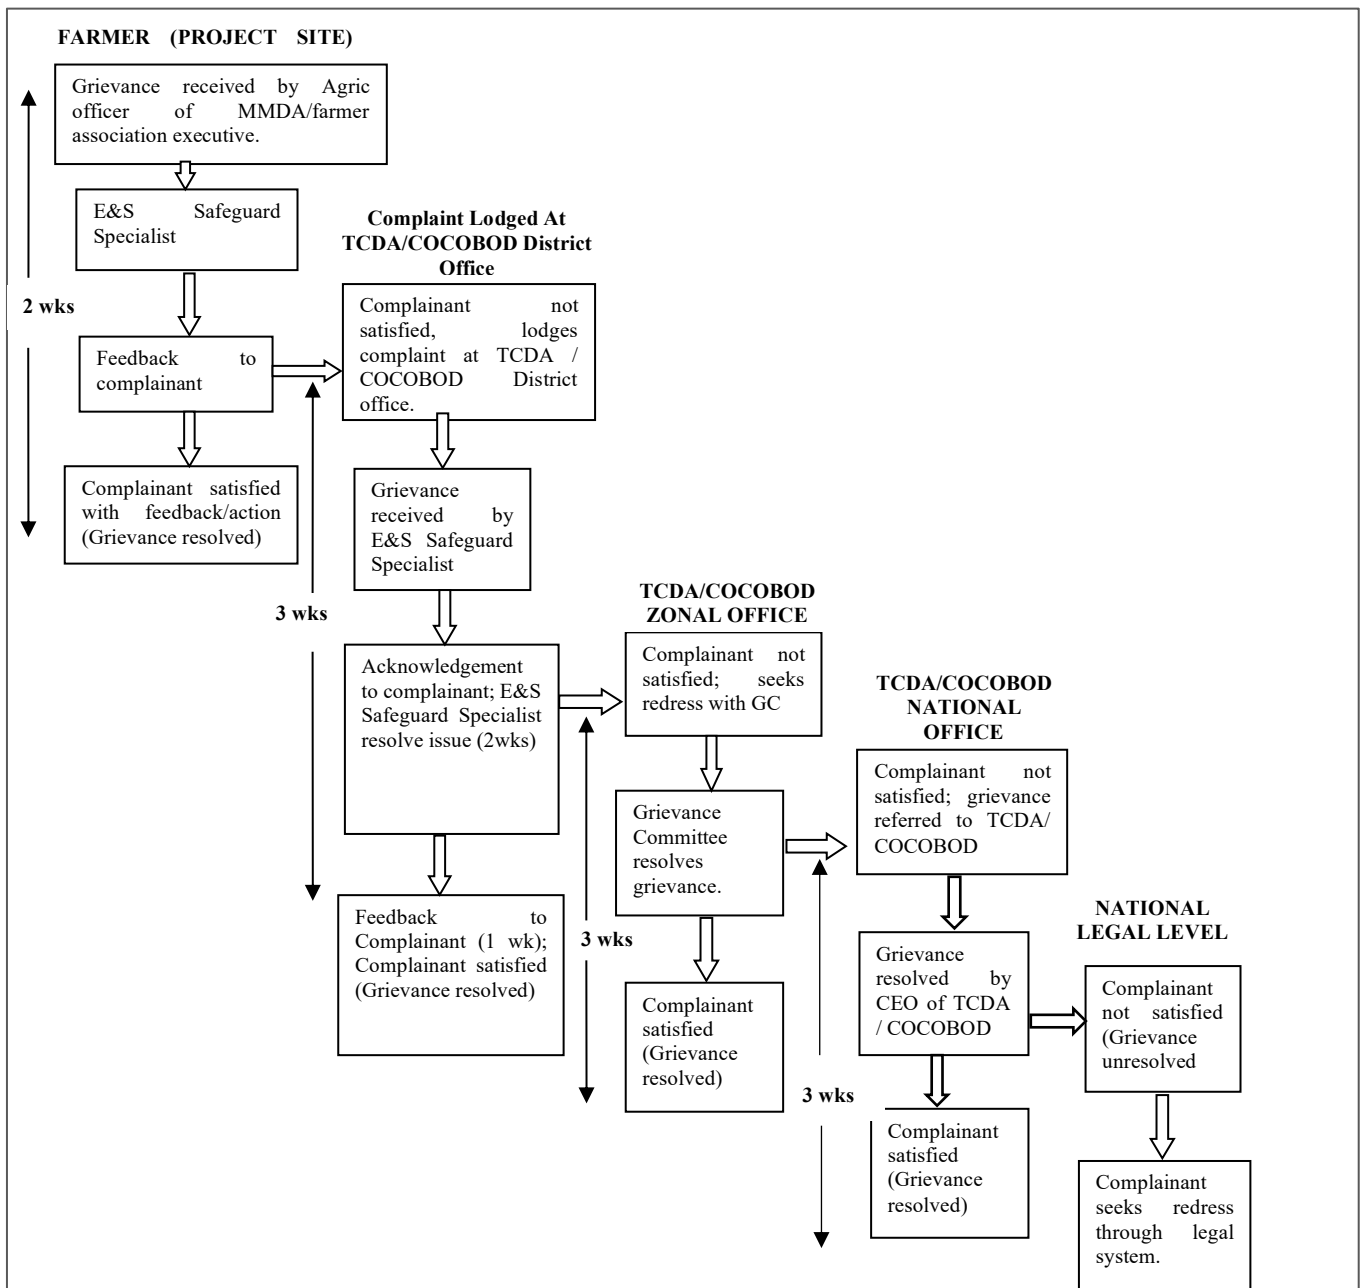 FARMER (PROJECT SITE)
Grievance received by Agric
officer of MMDA/farmer
association executive.
E&S Safeguard
Specialist
2 wks
Feedback to
complainant
Complainant satisfied
with feedback/action
(Grievance resolved)
Complaint Lodged At
TCDA/COCOBOD District
Office
Complainant not
satisfied, lodges
complaint at TCDA /
COCOBOD District
office.
Grievance
received by
E&S Safeguard
Specialist
3 wks
Acknowledgement
to complainant; E&S
Safeguard Specialist
resolve issue (2wks)
Feedback to
Complainant (1 wk);
Complainant satisfied
(Grievance resolved)
TCDA/COCOBOD
ZONAL OFFICE
Complainant not
satisfied; seeks
redress with GC
Grievance
Committee
resolves
grievance.
3 wks
Complainant
satisfied
(Grievance
resolved)
TCDA/COCOBOD
NATIONAL
OFFICE
Complainant not
satisfied; grievance
referred to TCDA/
COCOBOD
Grievance
resolved by
CEO of TCDA
/ COCOBOD
3 wks
Complainant
satisfied
(Grievance
resolved)
NATIONAL
LEGAL LEVEL
Complainant
not satisfied
(Grievance
unresolved
Complainant
seeks redress
through legal
system.